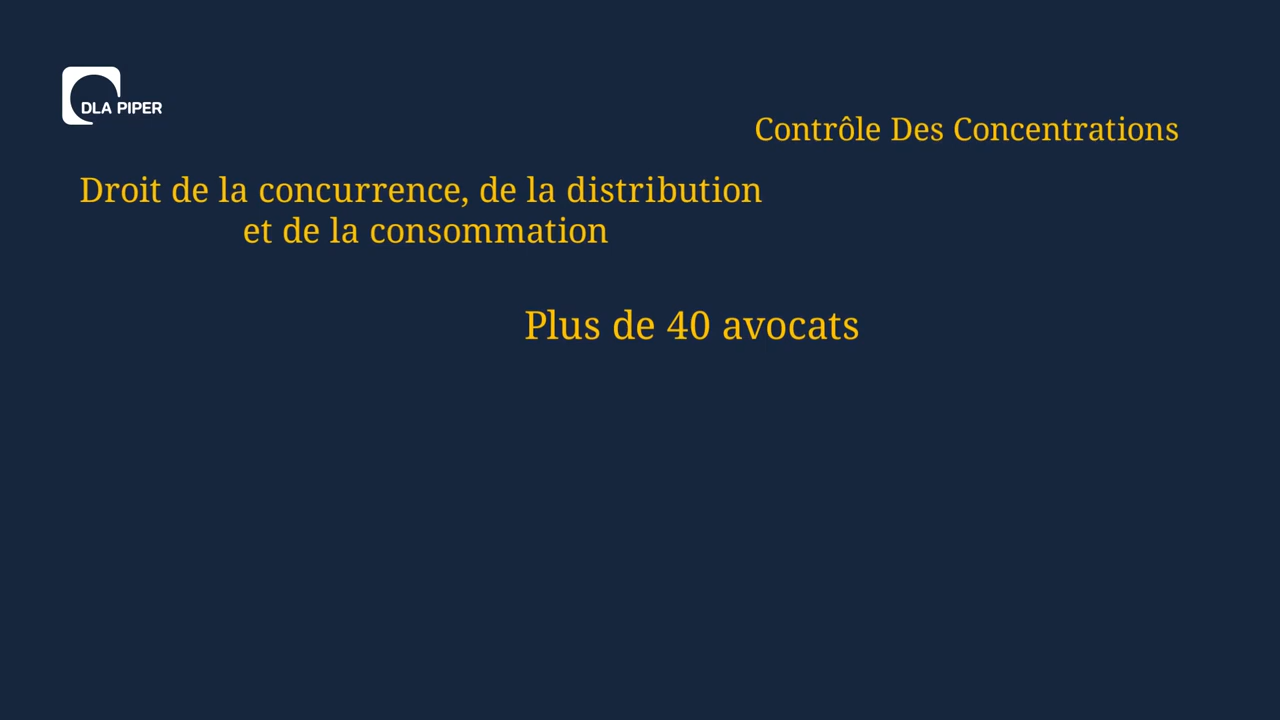 DLA PIPER
Contrôle Des Concentrations
Droit de la concurrence, de la distribution
et de la consommation
Plus de 40 avocats